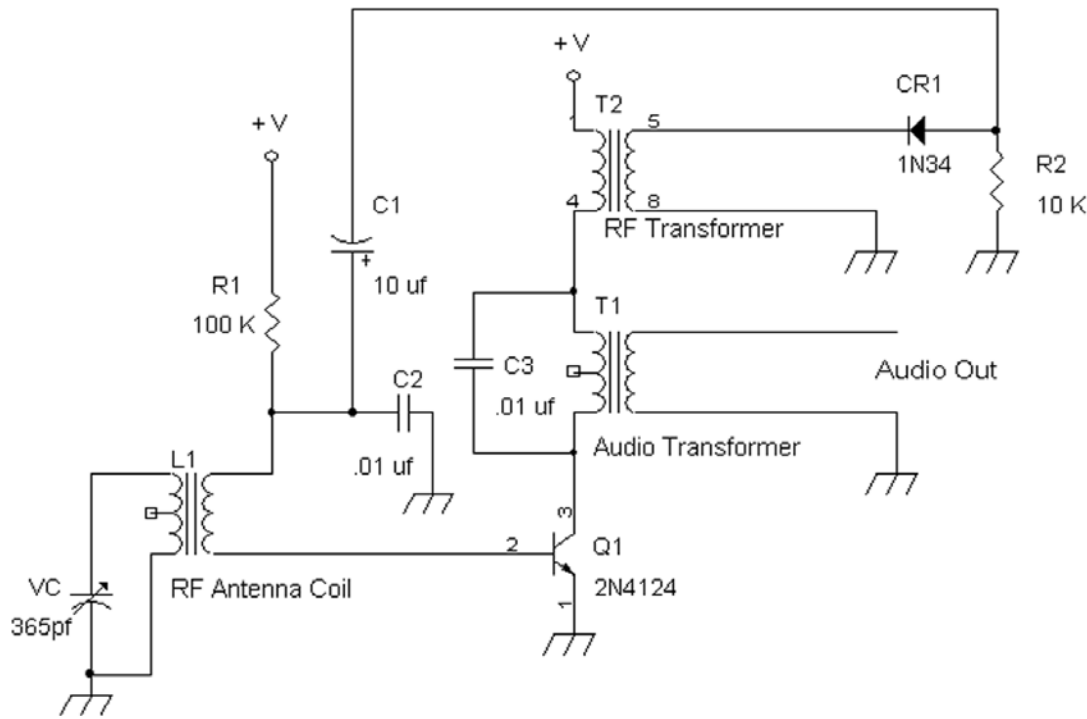 + V
T2
CR1
+ V
1
5
1N34
R2
10 K
C1
4
8
RF Transformer
+
10 uf
R1
100 K
T1
C3
.01 uf
Audio Out
C2
.01 uf
Audio Transformer
L1
3
2
Q1
2N4124
VC
365pf
RF Antenna Coil
1